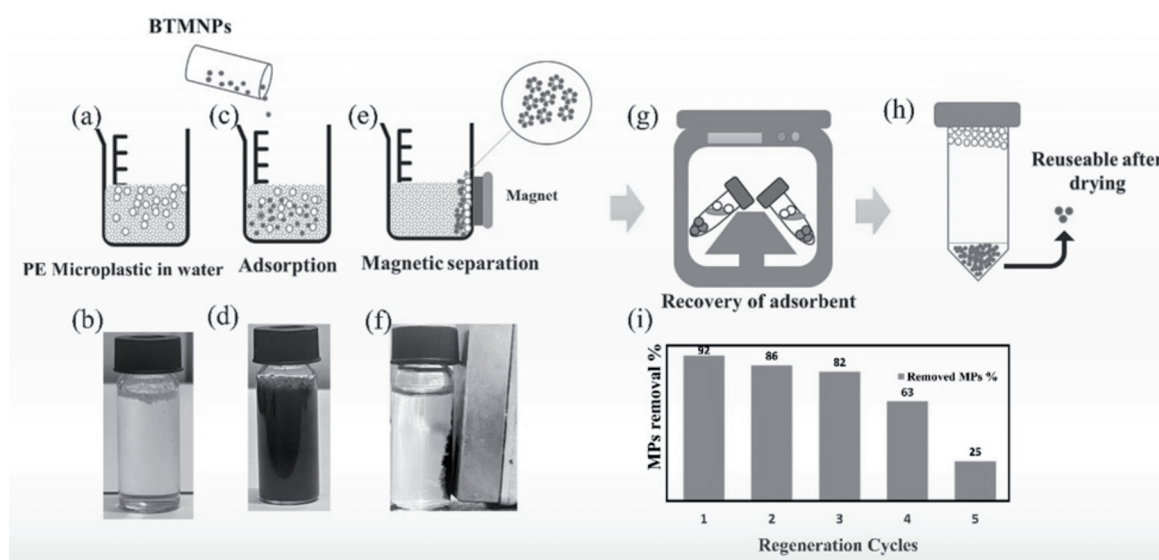 BTMNPs
(a)
(c)
(e)
(g)
(h)
Magnet
Reuseable after
drying
PE Microplastic in water
Adsorption
Magnetic separation
Recovery of adsorbent
(b)
(d)
(f)
(i)
MPs removal %
92
86
82
63
25
Removed MPs %
1
2
3
4
5
Regeneration Cycles